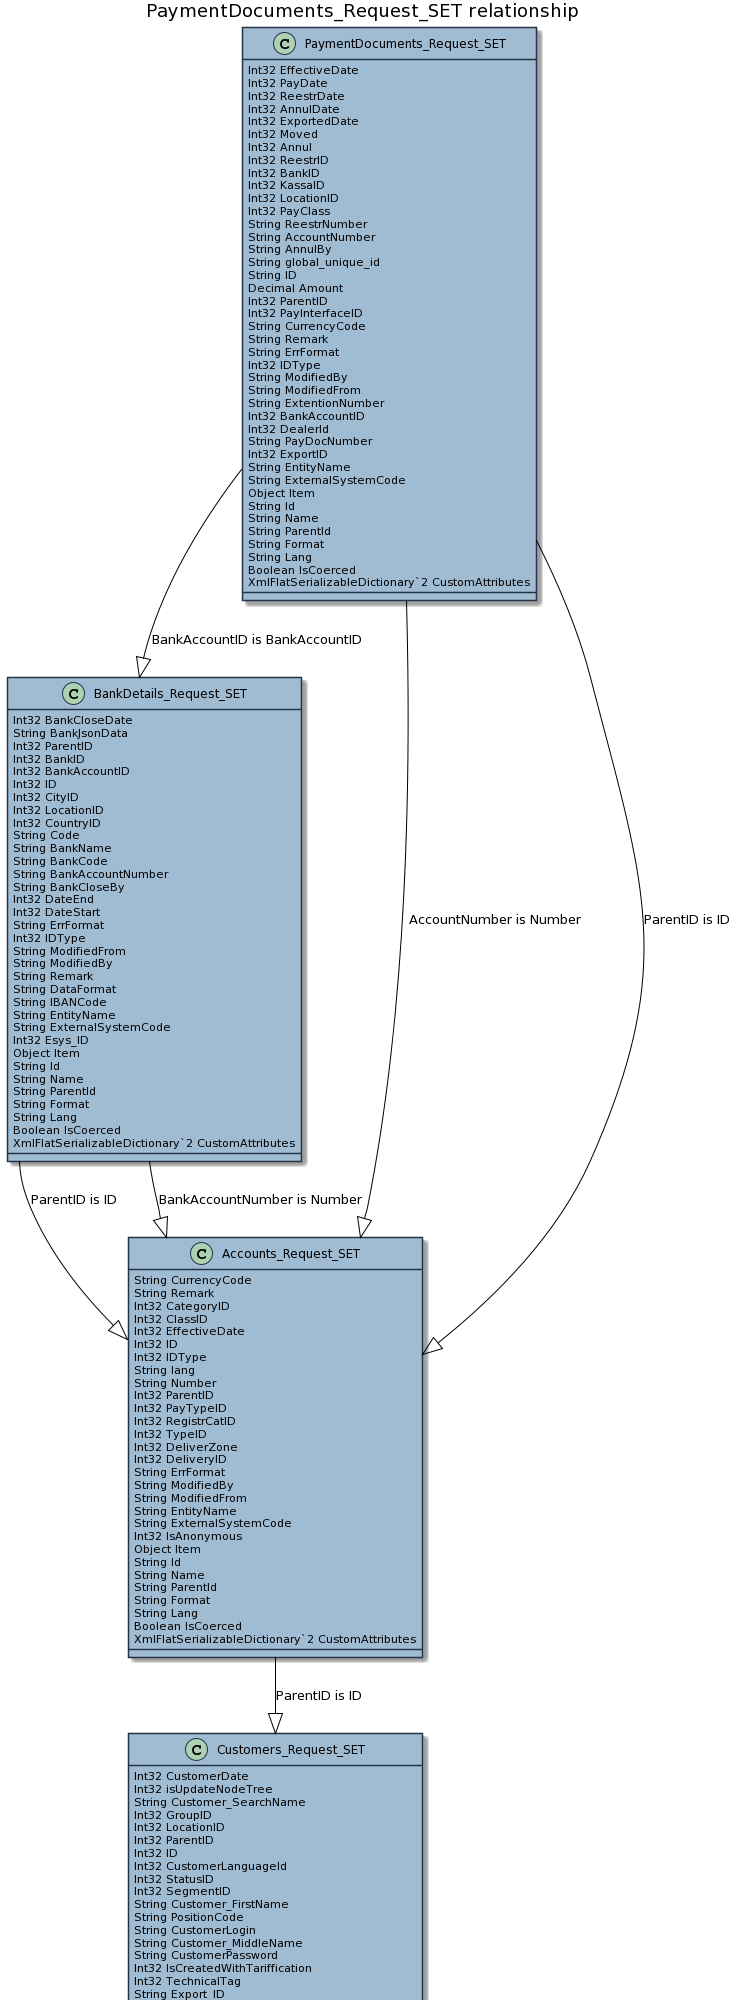 PaymentDocuments_Request_SET relationship
C PaymentDocuments_Request_SET
Int32 EffectiveDate
Int32 PayDate
Int32 ReestrDate
Int32 AnnulDate
Int32 ExportedDate
Int32 Moved
Int32 Annul
Int32 ReestrID
Int32 BankID
Int32 KassaID
Int32 LocationID
Int32 PayClass
String ReestrNumber
String AccountNumber
String AnnulBy
String global_unique_id
String ID
Decimal Amount
Int32 ParentID
Int32 PayInterfaceID
String CurrencyCode
String Remark
String ErrFormat
Int32 IDType
String ModifiedBy
String ModifiedFrom
String ExtentionNumber
Int32 BankAccountID
Int32 DealerId
String PayDocNumber
Int32 ExportID
String EntityName
String ExternalSystemCode
Object Item
String Id
String Name
String ParentId
String Format
String Lang
Boolean IsCoerced
XmlFlatSerializableDictionary`2 CustomAttributes
BankAccountID is BankAccountID
C BankDetails_Request_SET
Int32 BankCloseDate
String BankJsonData
Int32 ParentID
Int32 BankID
Int32 BankAccountID
Int32 ID
Int32 CityID
Int32 LocationID
Int32 CountryID
String Code
String BankName
String BankCode
String BankAccountNumber
String BankCloseBy
Int32 DateEnd
Int32 DateStart
String ErrFormat
Int32 IDType
String ModifiedFrom
String ModifiedBy
String Remark
String DataFormat
String IBANCode
String EntityName
String ExternalSystemCode
Int32 Esys_ID
Object Item
String Id
String Name
String ParentId
String Format
String Lang
Boolean IsCoerced
XmlFlatSerializableDictionary`2 CustomAttributes
AccountNumber is Number
ParentID is ID
ParentID is ID
BankAccountNumber is Number
C Accounts_Request_SET
String CurrencyCode
String Remark
Int32 CategoryID
Int32 ClassID
Int32 EffectiveDate
Int32 ID
Int32 IDType
String lang
String Number
Int32 ParentID
Int32 PayTypeID
Int32 RegistrCatID
Int32 TypeID
Int32 DeliverZone
Int32 DeliveryID
String ErrFormat
String ModifiedBy
String ModifiedFrom
String EntityName
String ExternalSystemCode
Int32 IsAnonymous
Object Item
String Id
String Name
String ParentId
String Format
String Lang
Boolean IsCoerced
XmlFlatSerializableDictionary`2 CustomAttributes
ParentID is ID
C Customers_Request_SET
Int32 CustomerDate
Int32 isUpdateNodeTree
String Customer_SearchName
Int32 GroupID
Int32 LocationID
Int32 ParentID
Int32 ID
Int32 CustomerLanguageId
Int32 StatusID
Int32 SegmentID
String Customer_FirstName
String PositionCode
String CustomerLogin
String Customer_MiddleName
String CustomerPassword
Int32 IsCreatedWithTariffication
Int32 TechnicalTag
String Export_ID